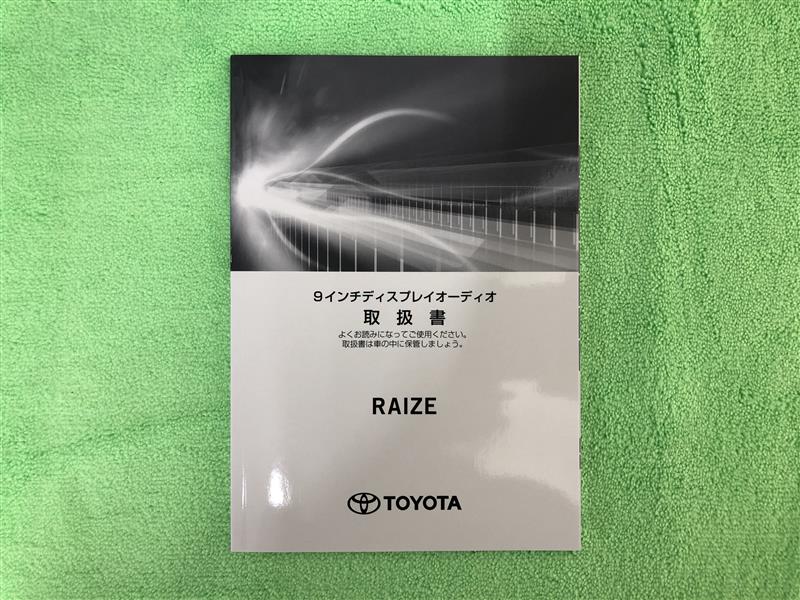 9インチディスプレイオーディオ
取扱書
よくお読みになってご使用ください。
取扱書は車の中に保管しましょう。
RAIZE
TOYOTA